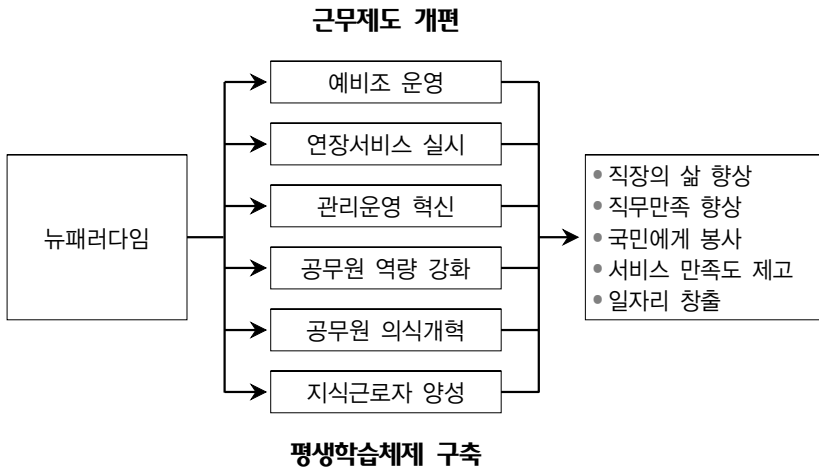 근무제도 개편
예비조 운영
연장서비스 실시
관리운영 혁신
공무원 역량 강화
공무원 의식개혁
지식근로자 양성
뉴패러다임
● 직장의 삶 향상
● 직무만족 향상
● 국민에게 봉사
● 서비스 만족도 제고
● 일자리 창출
평생학습체제 구축